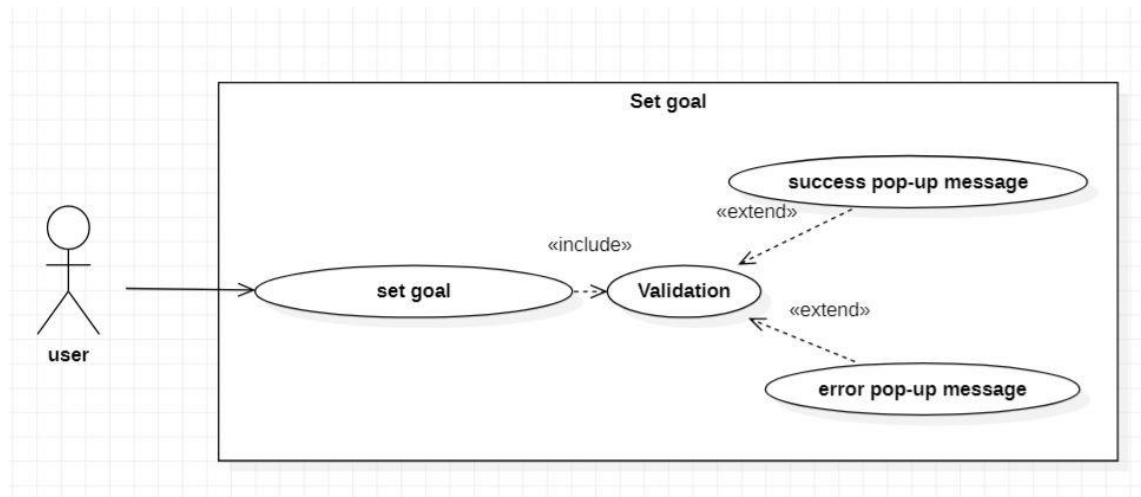 Set goal
success pop-up message
«extend»
«include»
set goal
Validation
«extend»
user
error pop-up message